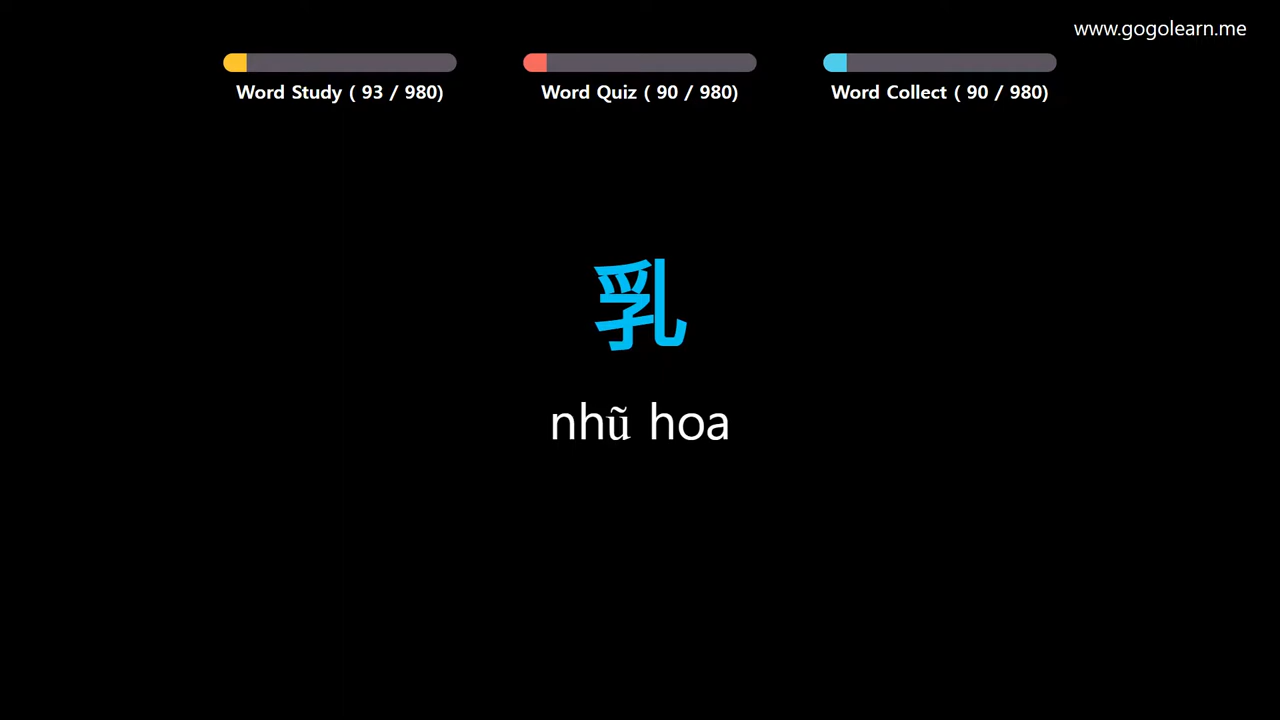 www.gogolearn.me
Word Study ( 93 / 980)
Word Quiz ( 90 / 980)
Word Collect ( 90 / 980)
乳
nhũ hoa